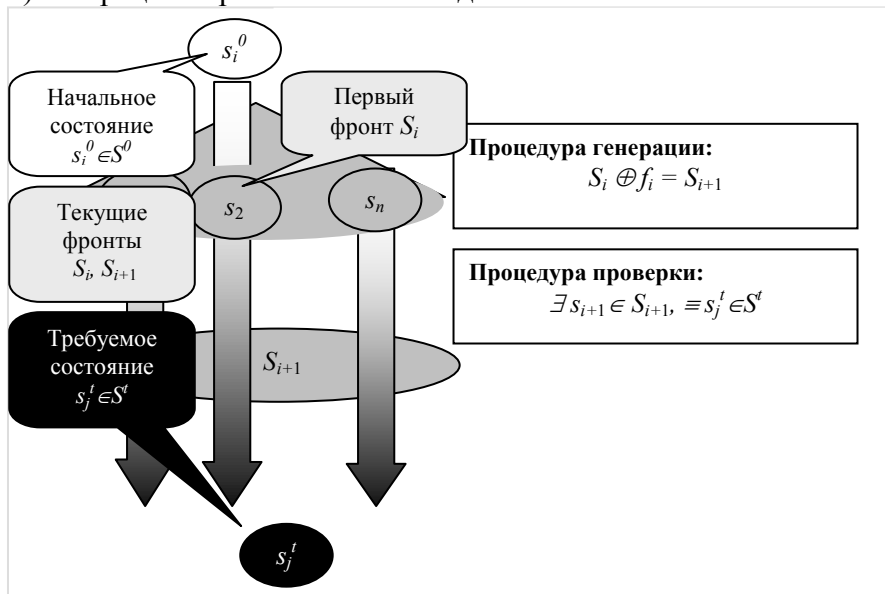 s_i^0
Начальное
состояние
s_i^0 ∈ S^0
Первый
фронт S_i
Процедура генерации:
S_i ⊕ f_i = S_{i+1}
Текущие
фронты
S_i, S_{i+1}
s_2
s_n
Процедура проверки:
∃ s_{i+1} ∈ S_{i+1}, ≡ s_j^t ∈ S^t
Требуемое
состояние
s_j^t ∈ S^t
S_{i+1}
s_j^t